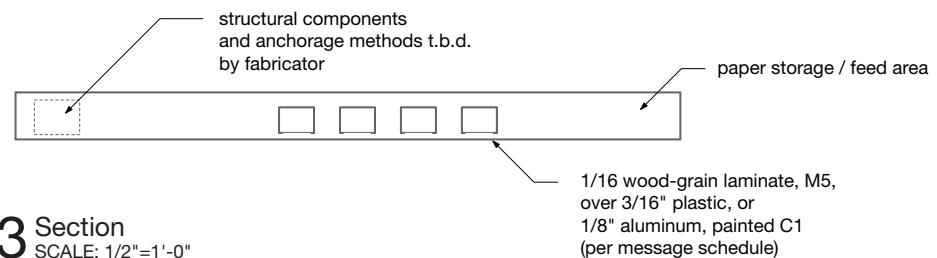 structural components
and anchorage methods t.b.d.
by fabricator
paper storage / feed area
1/16 wood-grain laminate, M5,
over 3/16" plastic, or
1/8" aluminum, painted C1
(per message schedule)
3 Section
SCALE: 1/2"=1'-0"